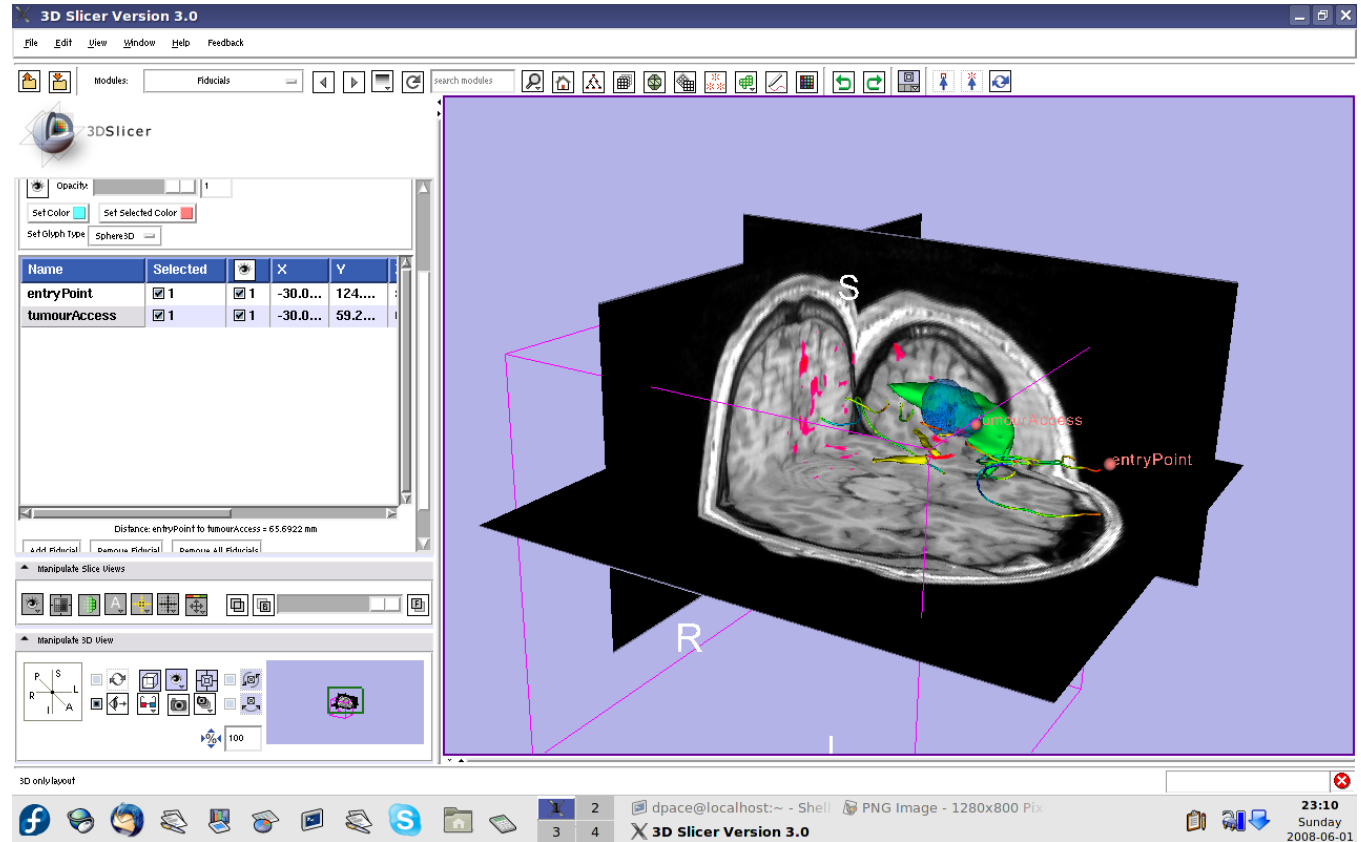 3D Slicer Version 3.0
File Edit View Window Help Feedback
Modules: Fiducials search modules
3DSlicer
Opacity: 1
Set Color Set Selected Color
Set Glyph Type Sphere3D
Name Selected X Y
entryPoint 1 1 -30.0... 124....
tumourAccess 1 1 -30.0... 59.2...
Distance: entryPoint to tumourAccess = 65.6922 mm
Add Fiducial Remove Fiducial Remove All Fiducials
Manipulate Slice Views
A B F
Manipulate 3D View
P S
R L
I A
% 100
S
tumourAccess
entryPoint
R
I
3D only layout
1 2 dpace@localhost:~ - Shell PNG Image - 1280x800 Pix
3 4 3D Slicer Version 3.0
23:10
Sunday
2008-06-01